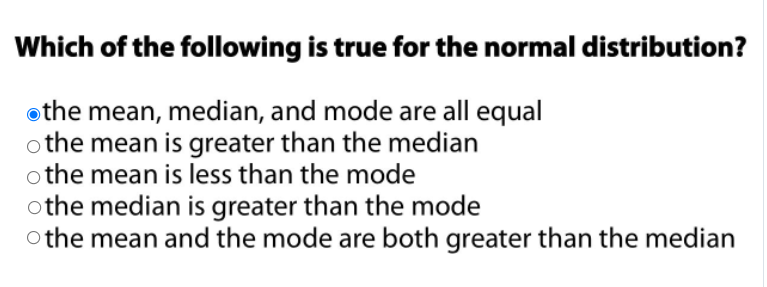 Which of the following is true for the normal distribution?
the mean, median, and mode are all equal
the mean is greater than the median
the mean is less than the mode
the median is greater than the mode
the mean and the mode are both greater than the median